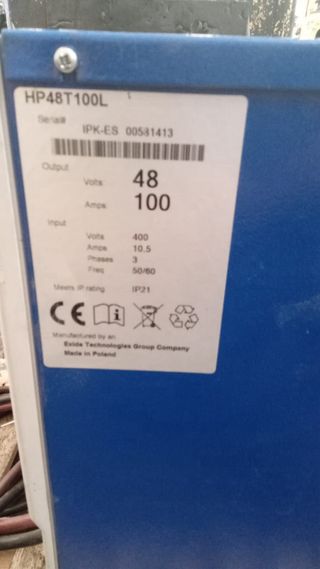 HP48T100L
Serial#
IPK-ES 00581413
Output
Volts 48
Amps 100
Input
Volts 400
Amps 10.5
Phases 3
Freq 50/60
Meets IP rating IP21
CE
Manufactured by an
Exide Technologies Group Company
Made in Poland